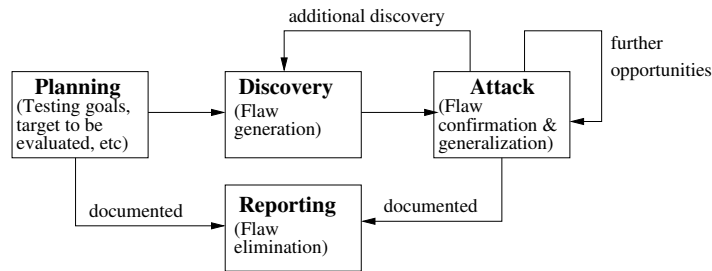 additional discovery
further
opportunities
Planning
(Testing goals,
target to be
evaluated, etc)
Discovery
(Flaw
generation)
Attack
(Flaw
confirmation &
generalization)
documented
Reporting
(Flaw
elimination)
documented